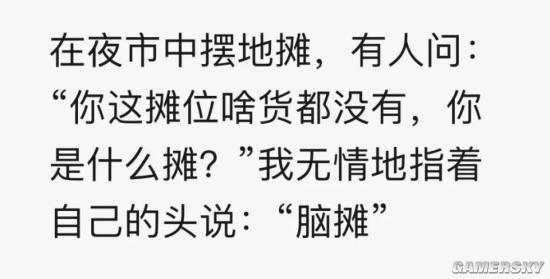 在夜市中摆地摊，有人问：
“你这摊位啥货都没有，你
是什么摊？”我无情地指着
自己的头说：“脑摊”
GAMERSKY